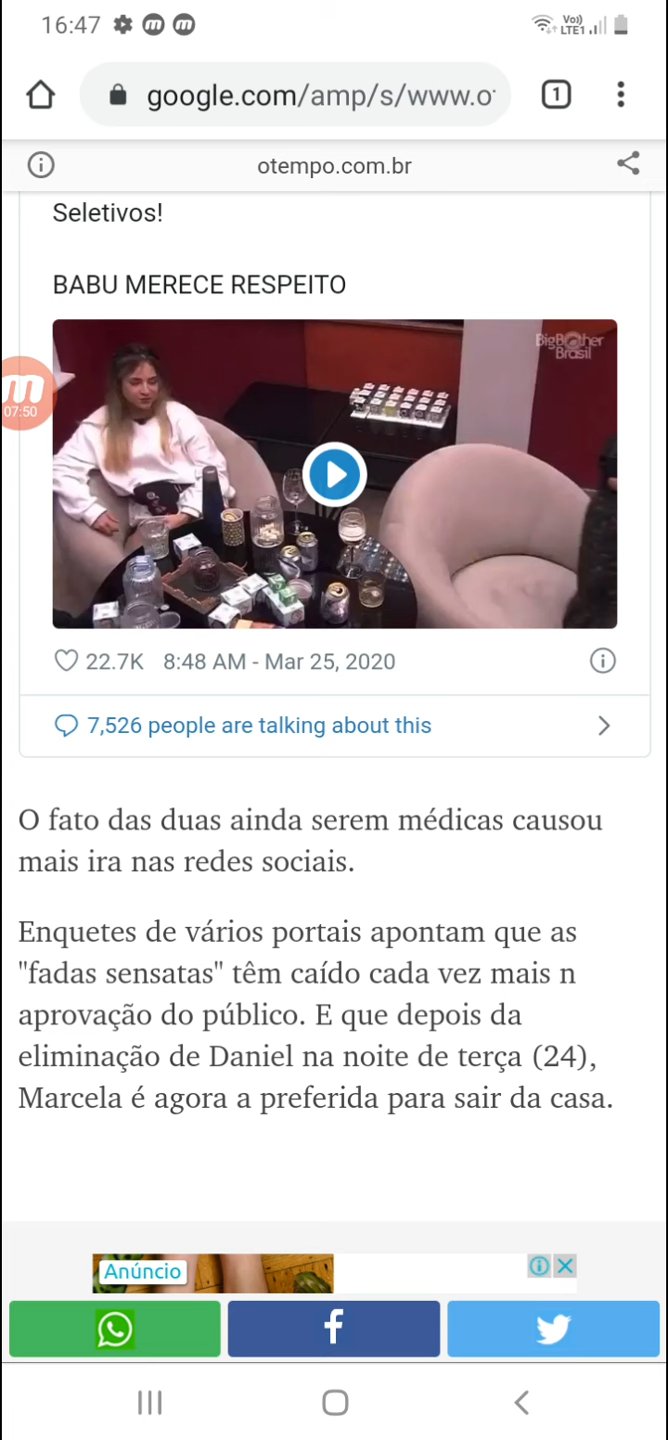 16:47
Vo))
LTE1
google.com/amp/s/www.o
1
otempo.com.br
Seletivos!
BABU MERECE RESPEITO
BigBrother
Brasil
m
07:50
22.7K 8:48 AM - Mar 25, 2020
7,526 people are talking about this
O fato das duas ainda serem médicas causou
mais ira nas redes sociais.
Enquetes de vários portais apontam que as
"fadas sensatas" têm caído cada vez mais n
aprovação do público. E que depois da
eliminação de Daniel na noite de terça (24),
Marcela é agora a preferida para sair da casa.
Anúncio